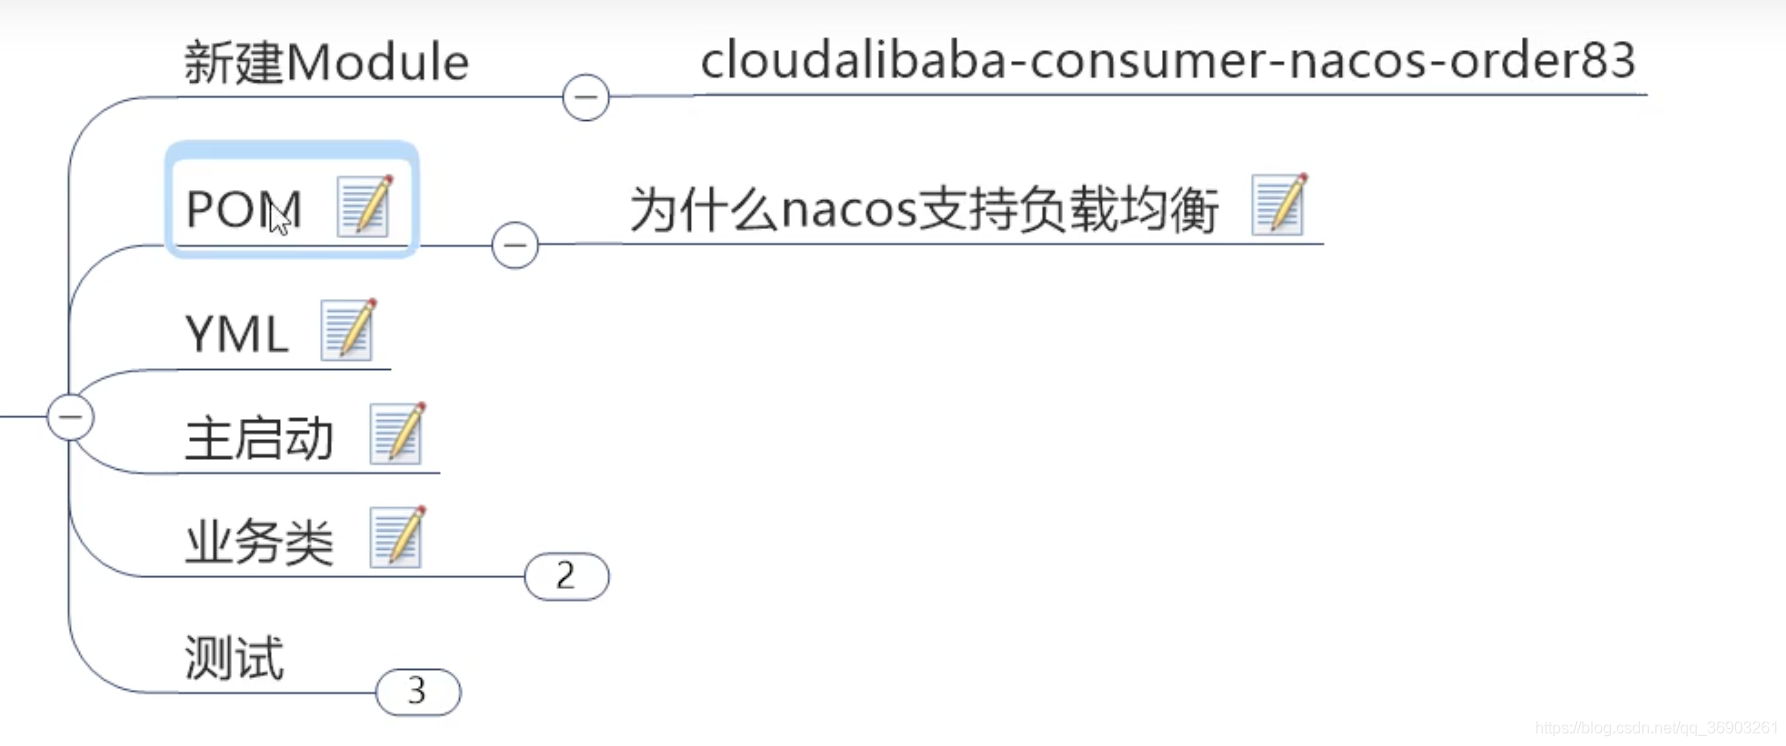 新建Module
cloudalibaba-consumer-nacos-order83
POM
为什么nacos支持负载均衡
YML
主启动
业务类
2
测试
3
https://blog.csdn.net/qq_36903261